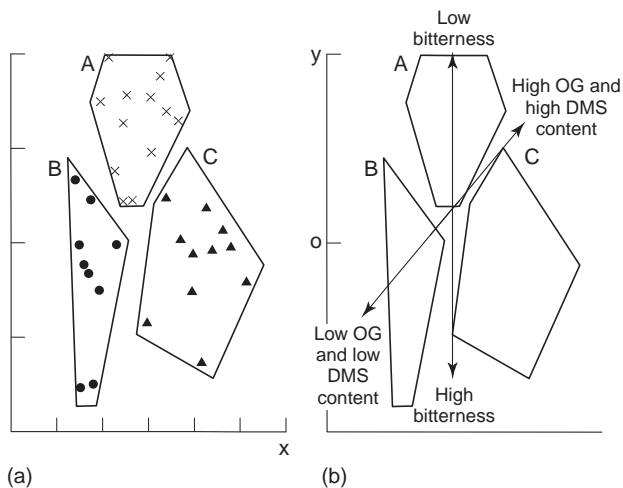 A
B
C
x
(a)
y
o
Low
bitterness
A
High OG and
high DMS
content
B
C
Low OG
and low
DMS
content
High
bitterness
(b)